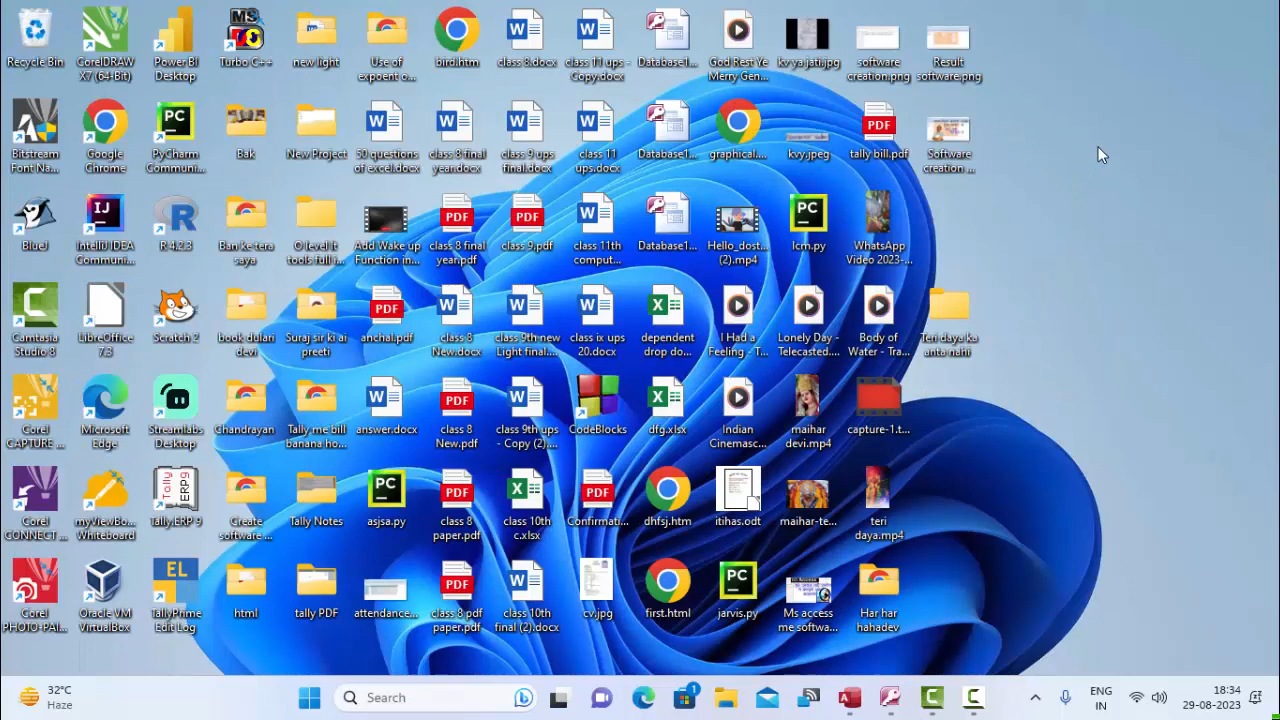 Recycle Bin
CorelDRAW
X7 (64-Bit)
Power BI
Desktop
Turbo C++
new light
Use of
expoent o...
bird.htm
class 8.docx
class 11 ups -
Copy.docx
Database1...
God Rest Ye
Merry Gen...
kv ya jati.jpg
software
creation.png
Result
software.png
Bitstream
Font Na...
Google
Chrome
PyCharm
Communi...
Bak
New Project
50 questions
of excel.docx
class 8 final
year.docx
class 9 ups
final.docx
class 11
ups.docx
Database1...
graphical....
kvy.jpeg
tally bill.pdf
Software
creation ...
BlueJ
IntelliJ IDEA
Communi...
R 4.2.3
Ban ke tera
saya
O level It
tools full i...
Add Wake up
Function in...
class 8 final
year.pdf
class 9.pdf
class 11th
comput...
Database1...
Hello_dost...
(2).mp4
lcm.py
WhatsApp
Video 2023-...
Camtasia
Studio 8
LibreOffice
7.3
Scratch 2
book dulari
devi
Suraj sir ki ai
preeti
anchal.pdf
class 8
New.docx
class 9th new
Light final....
class ix ups
20.docx
dependent
drop do...
I Had a
Feeling - T...
Lonely Day -
Telecasted....
Body of
Water - Tra...
Teri daya ka
anta nahi
Corel
CAPTURE ...
Microsoft
Edge
Streamlabs
Desktop
Chandrayan
Tally me bill
banana ho...
answer.docx
class 8
New.pdf
class 9th ups
- Copy (2)....
CodeBlocks
dfg.xlsx
Indian
Cinemasc...
maihar
devi.mp4
capture-1.t...
Corel
CONNECT ...
myViewBo...
Whiteboard
Tally.ERP 9
Create
software ...
Tally Notes
asjsa.py
class 8
paper.pdf
class 10th
c.xlsx
Confirmati...
dhfsj.htm
itihas.odt
maihar-te...
teri
daya.mp4
Corel
PHOTO-PAI...
Oracle VM
VirtualBox
TallyPrime
Edit Log
html
tally PDF
attendance...
class 8 pdf
paper.pdf
class 10th
final (2).docx
cv.jpg
first.html
jarvis.py
Ms access
me softwa...
Har har
hahadev
32°C
Haze
Search
1
ENG
IN
18:34
29-08-2023